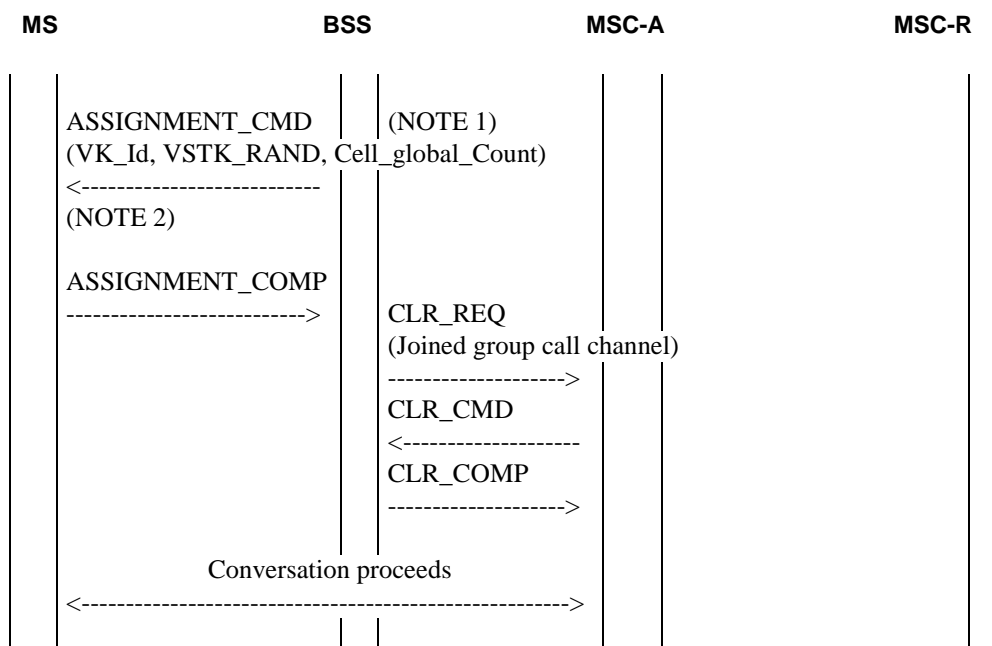 MS BSS MSC-A MSC-R
ASSIGNMENT_CMD (NOTE 1)
(VK_Id, VSTK_RAND, Cell_global_Count)
<---------------------------
(NOTE 2)
ASSIGNMENT_COMP
---------------------------> CLR_REQ
(Joined group call channel)
-------------------->
CLR_CMD
<--------------------
CLR_COMP
-------------------->
Conversation proceeds
<------------------------------------------------------->